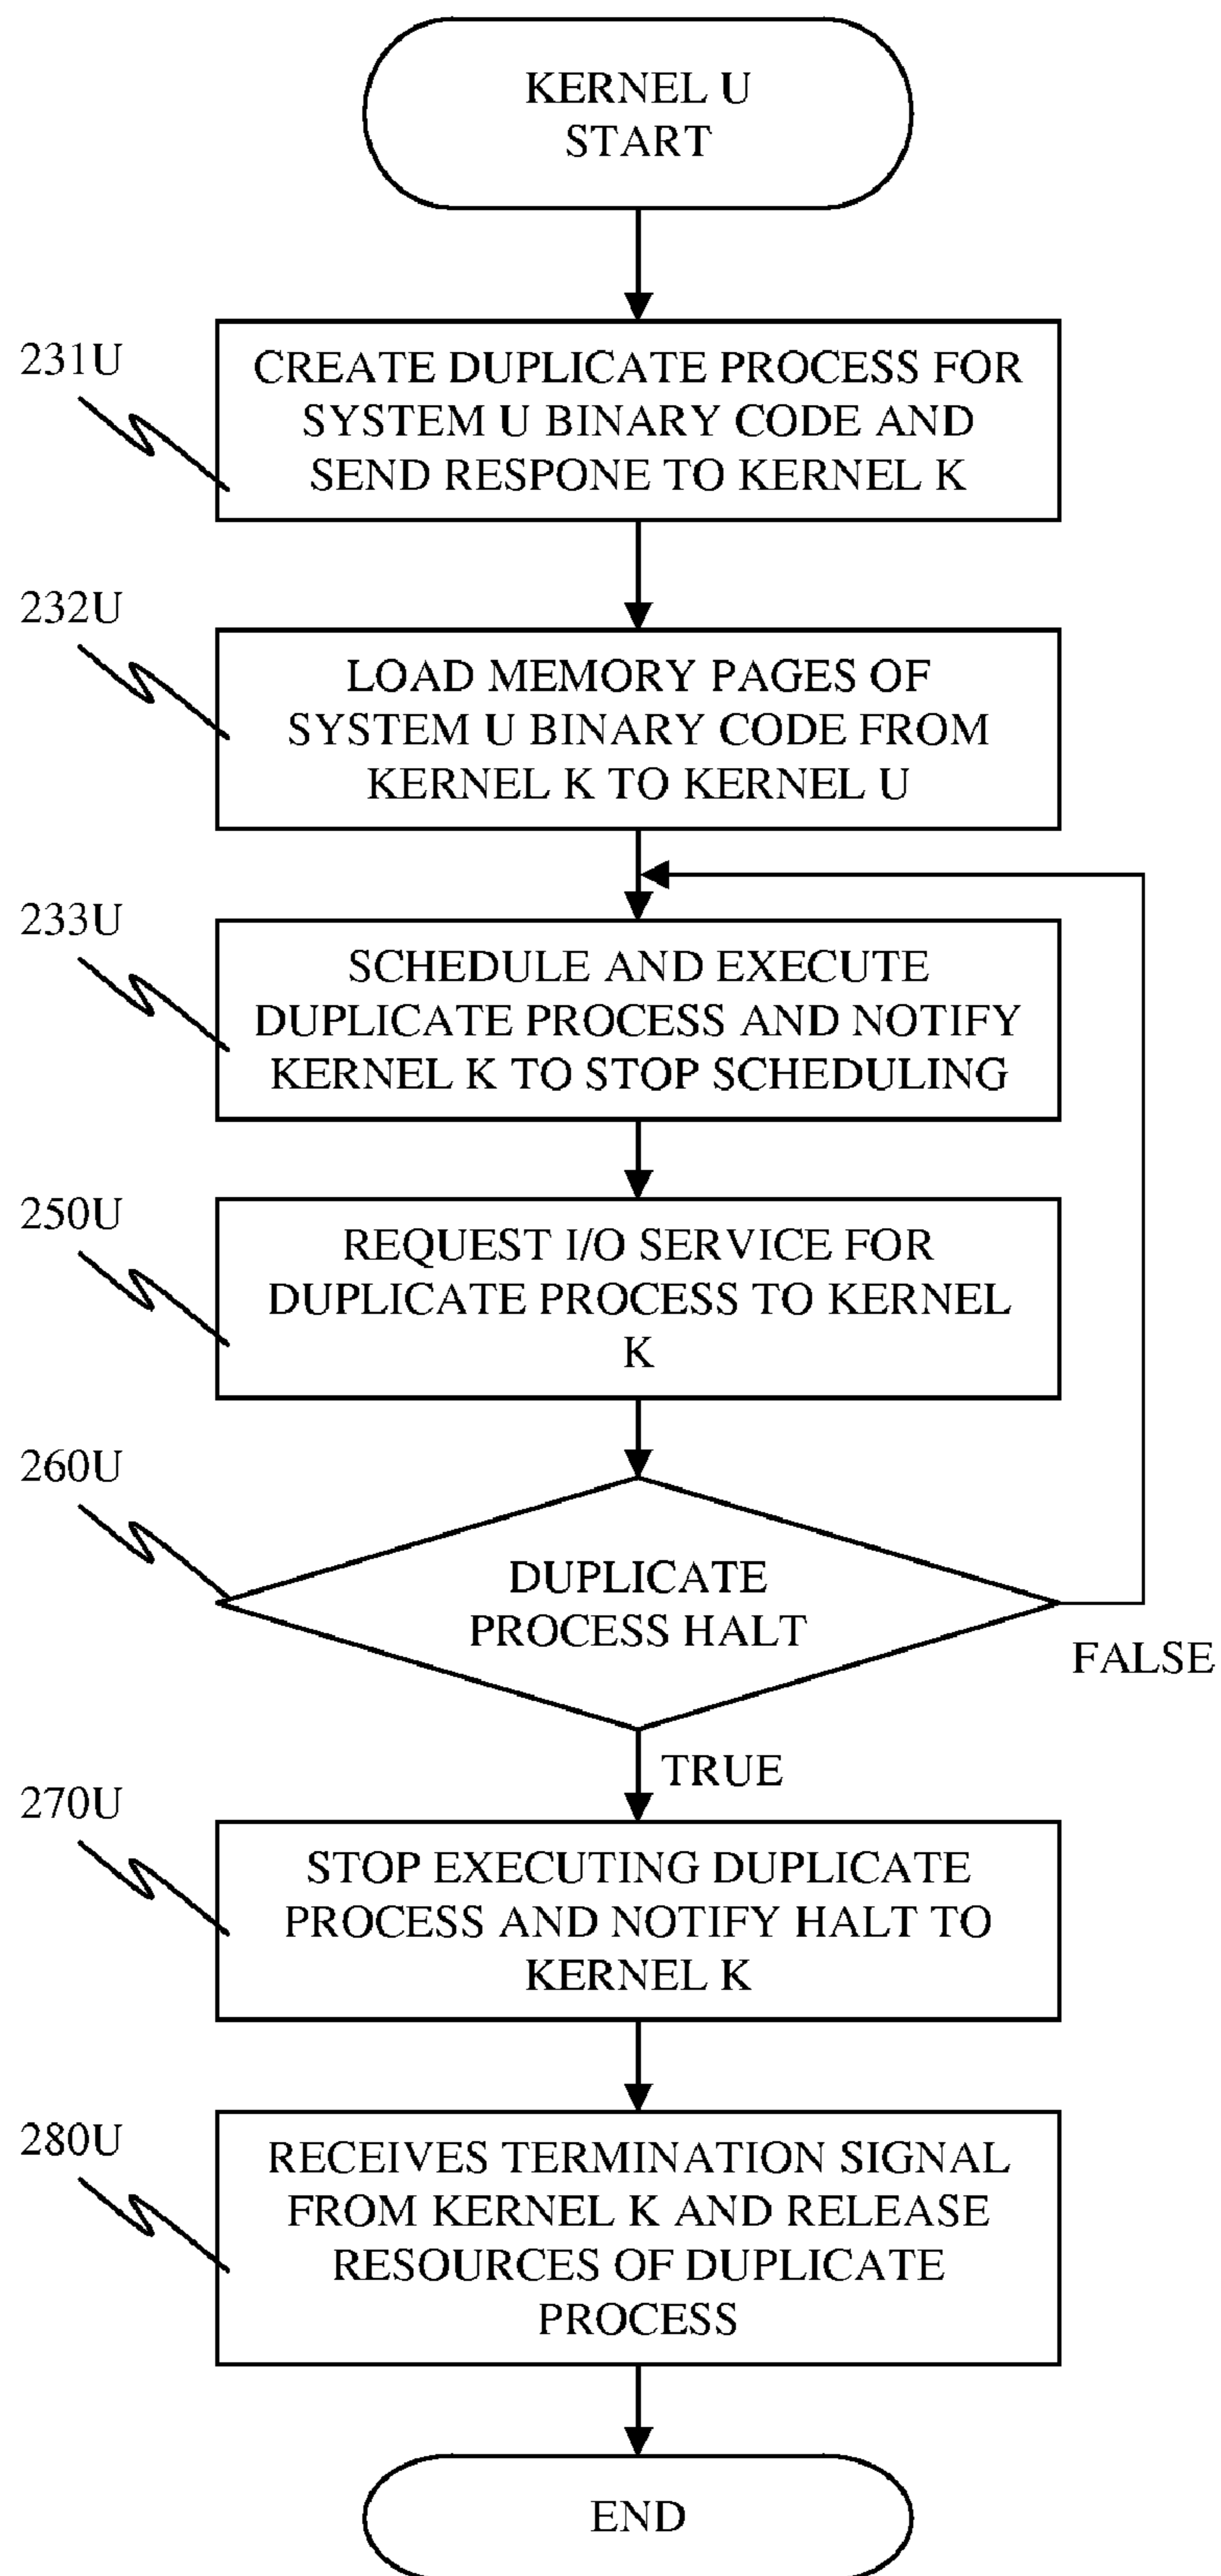 KERNEL U
START
231U
CREATE DUPLICATE PROCESS FOR
SYSTEM U BINARY CODE AND
SEND RESPONE TO KERNEL K
232U
LOAD MEMORY PAGES OF
SYSTEM U BINARY CODE FROM
KERNEL K TO KERNEL U
233U
SCHEDULE AND EXECUTE
DUPLICATE PROCESS AND NOTIFY
KERNEL K TO STOP SCHEDULING
250U
REQUEST I/O SERVICE FOR
DUPLICATE PROCESS TO KERNEL
K
260U
DUPLICATE
PROCESS HALT
FALSE
TRUE
270U
STOP EXECUTING DUPLICATE
PROCESS AND NOTIFY HALT TO
KERNEL K
280U
RECEIVES TERMINATION SIGNAL
FROM KERNEL K AND RELEASE
RESOURCES OF DUPLICATE
PROCESS
END